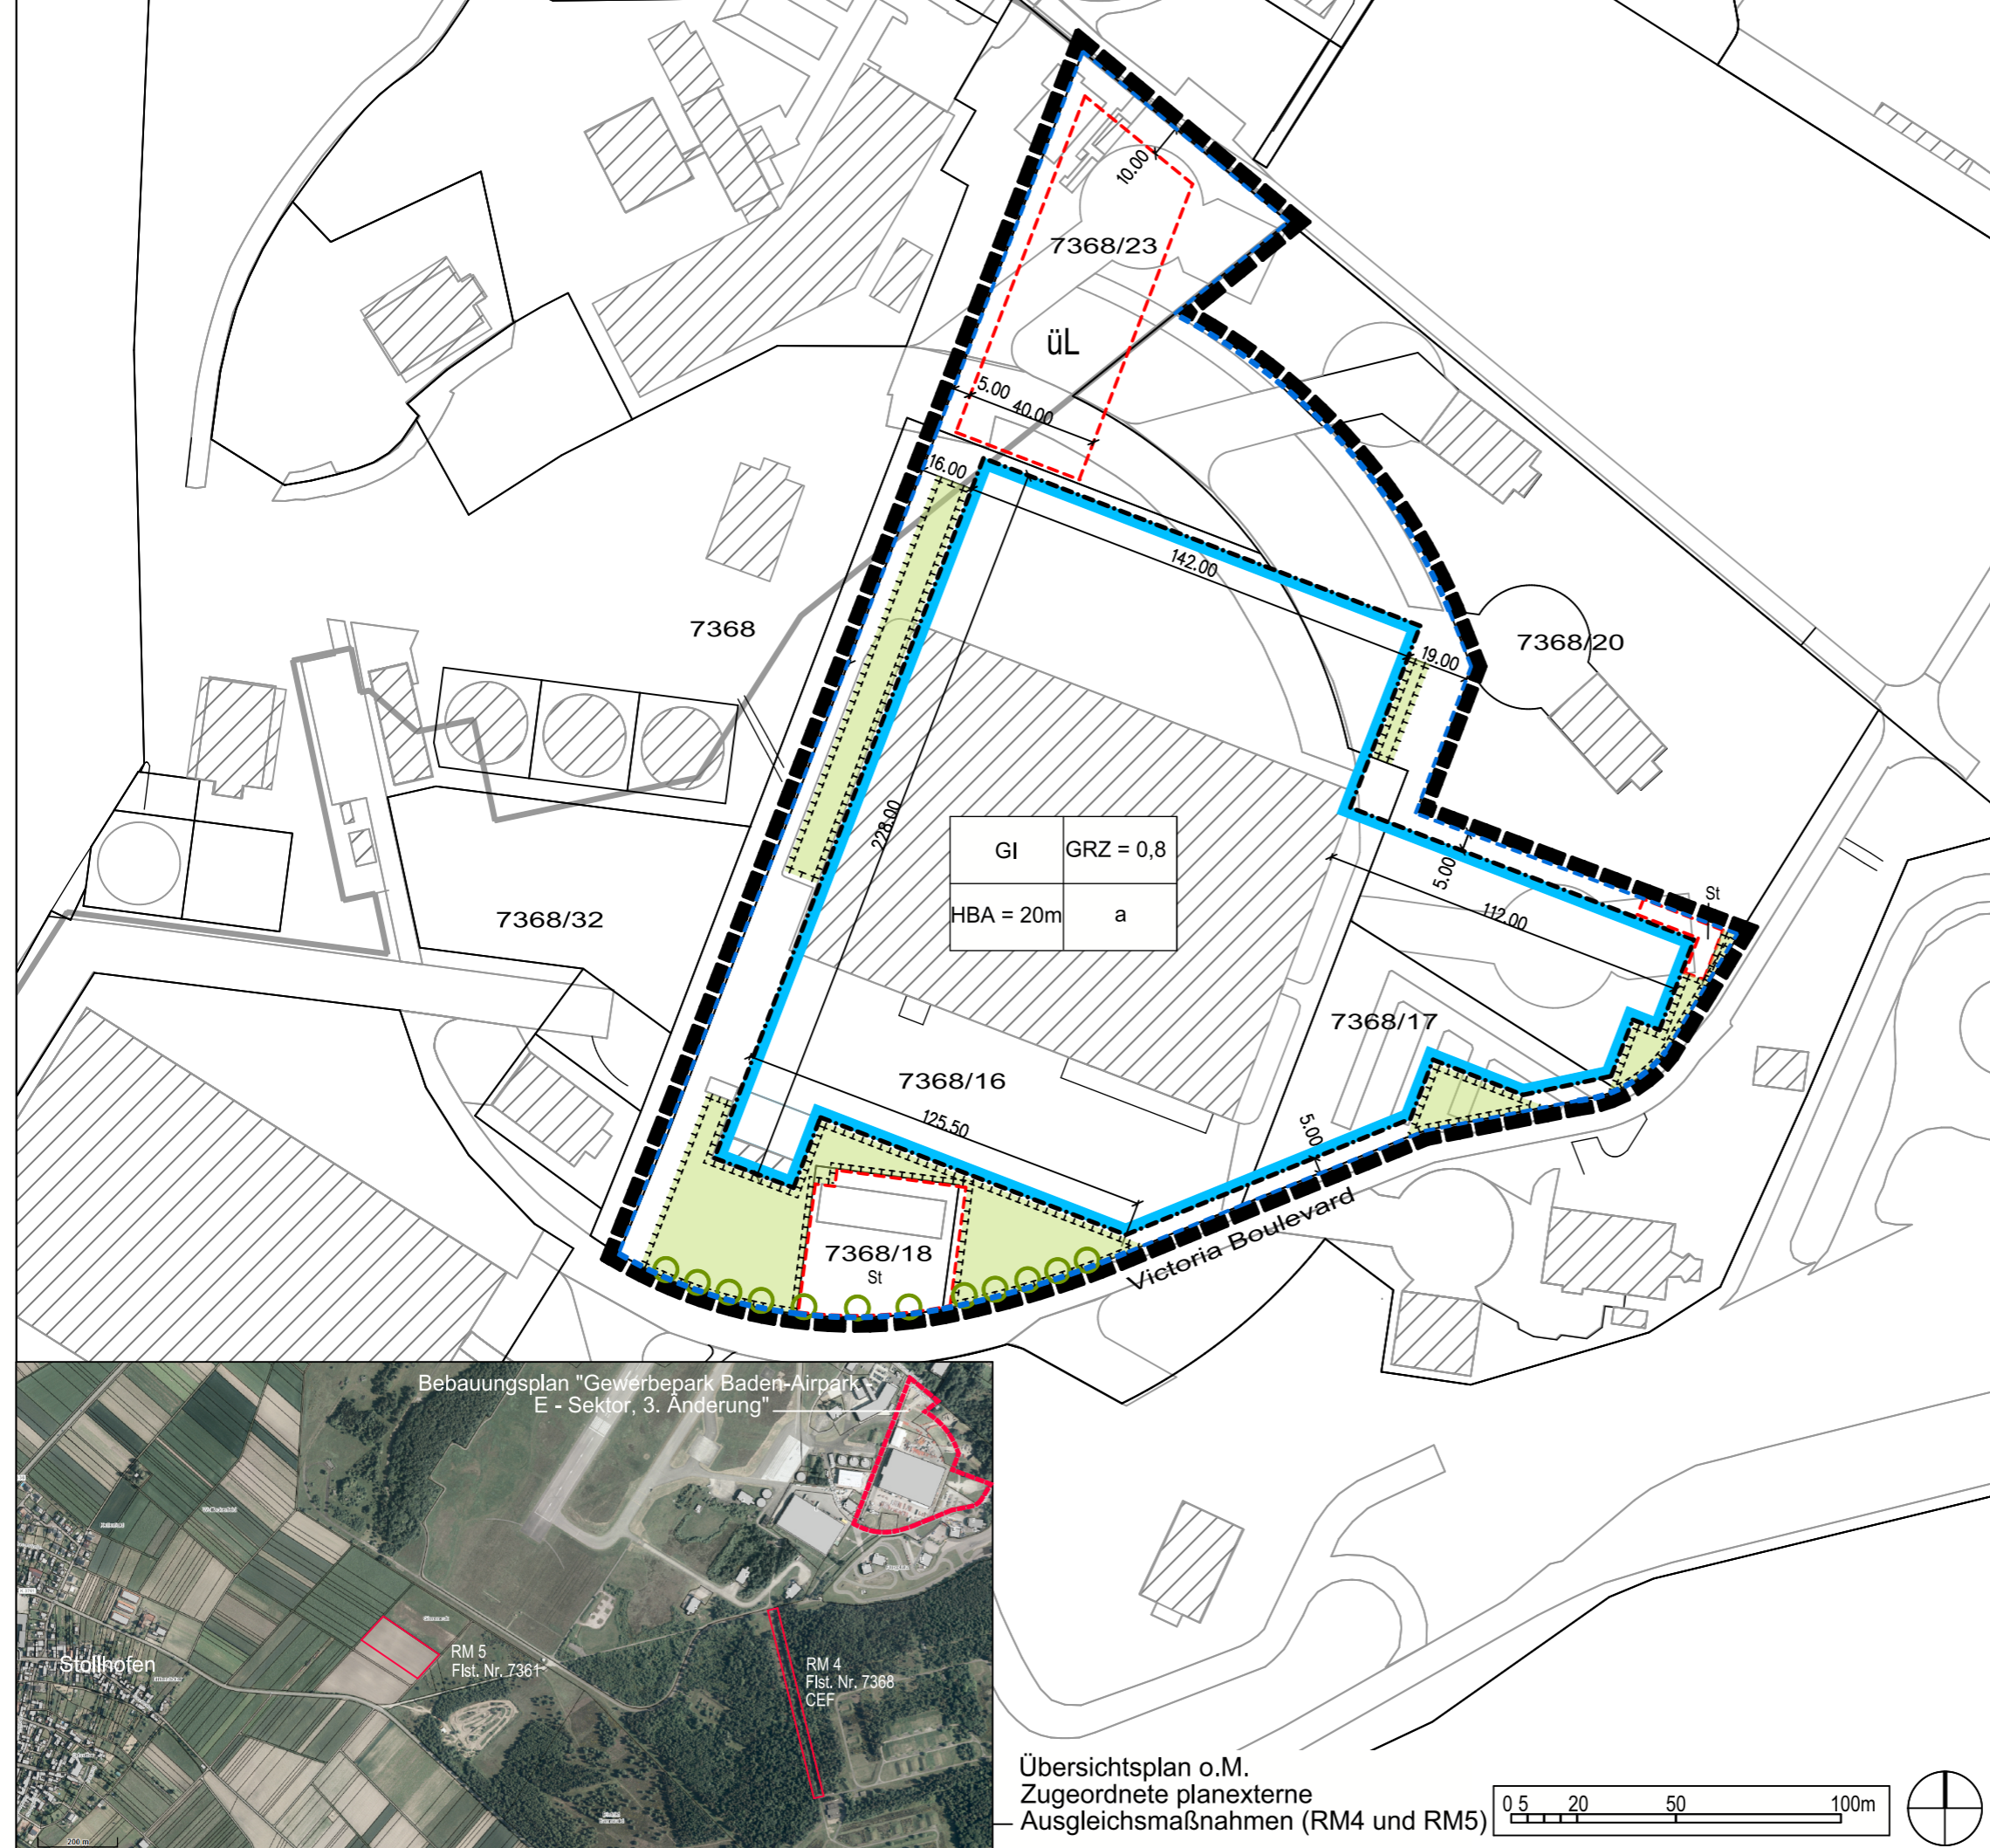 10.00
7368/23
üL
5.00
40.00
16.00
142.00
7368
19.00
7368/20
228.00
GI
GRZ = 0,8
HBA = 20m
a
5.00
St
112.00
7368/32
7368/17
7368/16
125.50
5.00
7368/18
St
Victoria Boulevard
Bebauungsplan "Gewerbepark Baden-Airpark
E - Sektor, 3. Änderung"
Stollhofen
RM 5
Flst. Nr. 7361
RM 4
Flst. Nr. 7368
CEF
200 m
Übersichtsplan o.M.
Zugeordnete planexterne
Ausgleichsmaßnahmen (RM4 und RM5)
0 5 20 50 100m